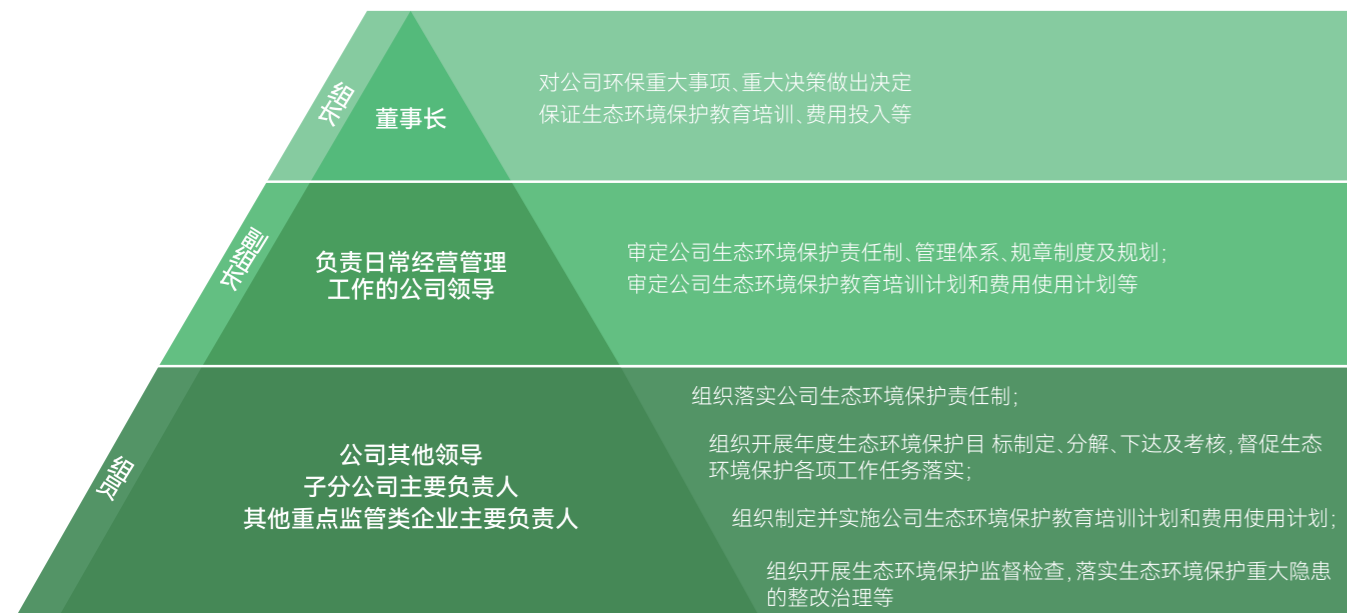 组长
董事长
对公司环保重大事项、重大决策做出决定
保证生态环境保护教育培训、费用投入等
副组长
负责日常经营管理
工作的公司领导
审定公司生态环境保护责任制、管理体系、规章制度及规划;
审定公司生态环境保护教育培训计划和费用使用计划等
组员
公司其他领导
子分公司主要负责人
其他重点监管类企业主要负责人
组织落实公司生态环境保护责任制;
组织开展年度生态环境保护目 标制定、分解、下达及考核,督促生态
环境保护各项工作任务落实;
组织制定并实施公司生态环境保护教育培训计划和费用使用计划;
组织开展生态环境保护监督检查,落实生态环境保护重大隐患
的整改治理等